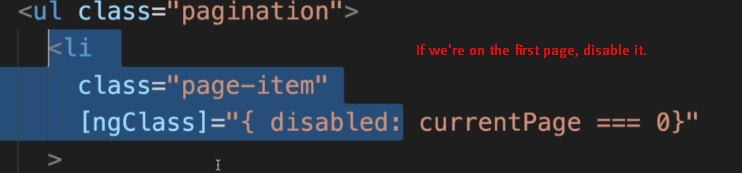 <ul class="pagination">
<li
If we're on the first page, disable it.
class="page-item"
[ngClass]="{ disabled: currentPage === 0}"
>